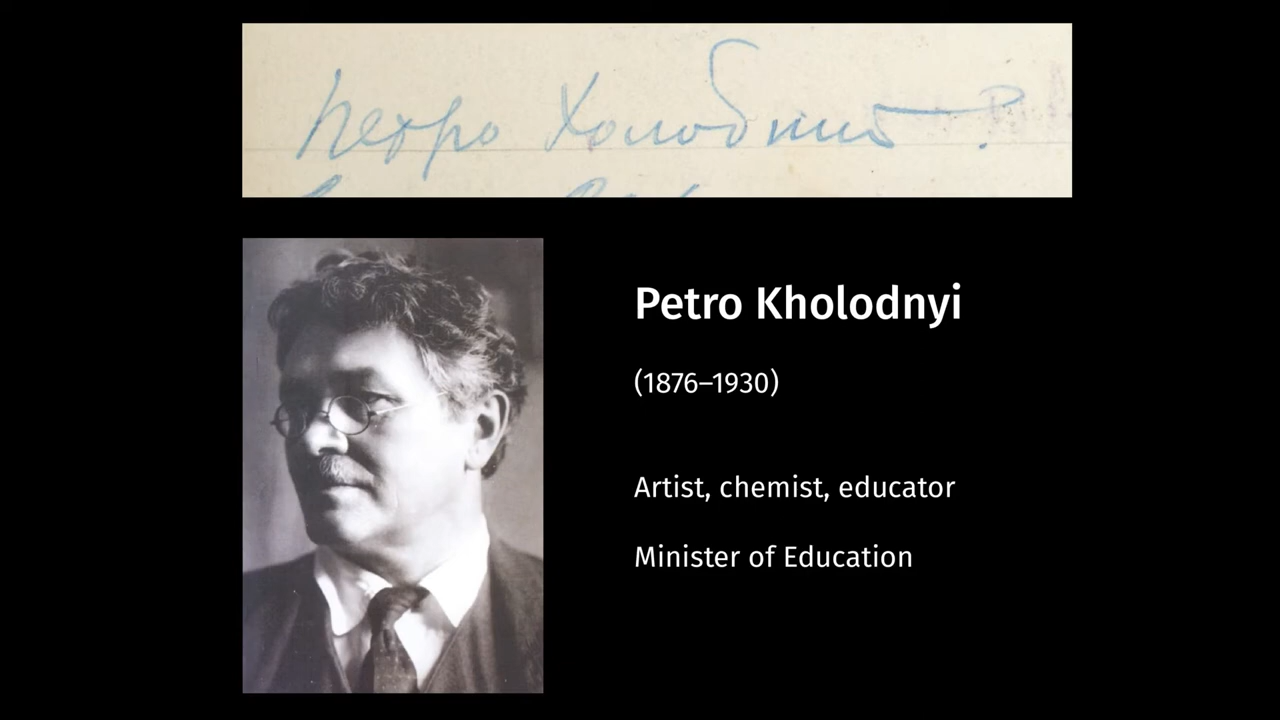 Петро Холодний
Petro Kholodnyi
(1876–1930)
Artist, chemist, educator
Minister of Education